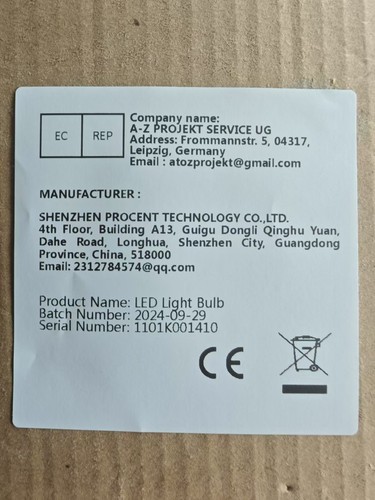 EC REP
Company name:
A-Z PROJEKT SERVICE UG
Address: Frommannstr. 5, 04317,
Leipzig, Germany
Email : atozprojekt@gmail.com
MANUFACTURER :
SHENZHEN PROCENT TECHNOLOGY CO.,LTD.
4th Floor, Building A13, Guigu Dongli Qinghu Yuan,
Dahe Road, Longhua, Shenzhen City, Guangdong
Province, China, 518000
Email: 2312784574@qq.com
Product Name: LED Light Bulb
Batch Number: 2024-09-29
Serial Number: 1101K001410
CE